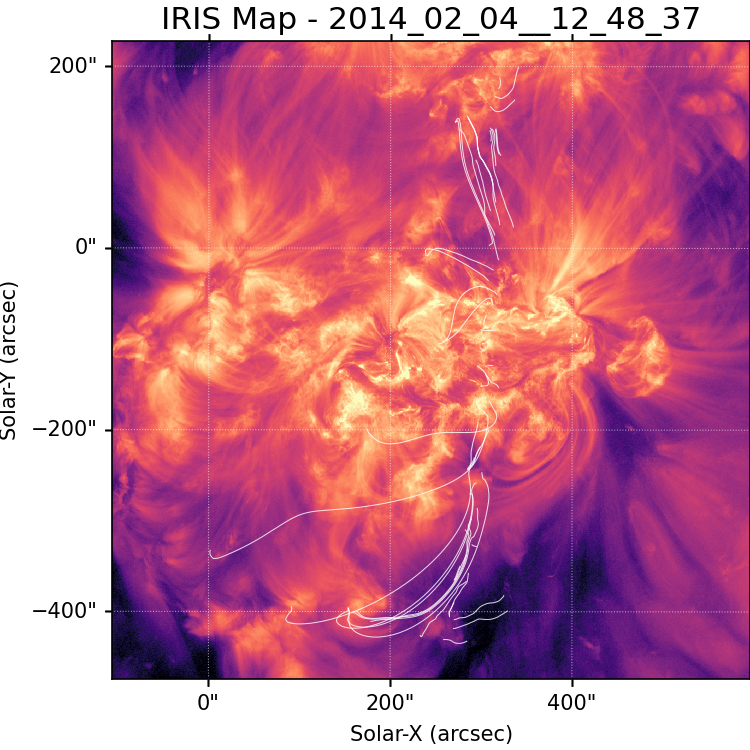 IRIS Map - 2014_02_04__12_48_37
200"
0"
−200"
−400"
Solar-Y (arcsec)
0"
200"
400"
Solar-X (arcsec)